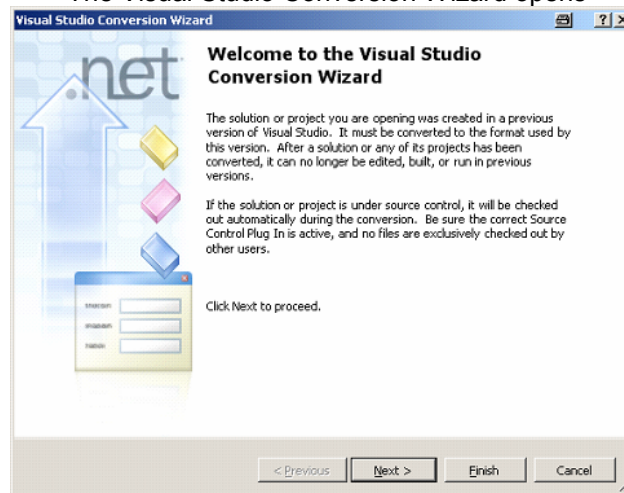 The Visual Studio Conversion Wizard opens
Visual Studio Conversion Wizard
.net
Welcome to the Visual Studio
Conversion Wizard
The solution or project you are opening was created in a previous
version of Visual Studio. It must be converted to the format used by
this version. After a solution or any of its projects has been
converted, it can no longer be edited, built, or run in previous
versions.
If the solution or project is under source control, it will be checked
out automatically during the conversion. Be sure the correct Source
Control Plug In is active, and no files are exclusively checked out by
other users.
Click Next to proceed.
< Previous Next > Finish Cancel